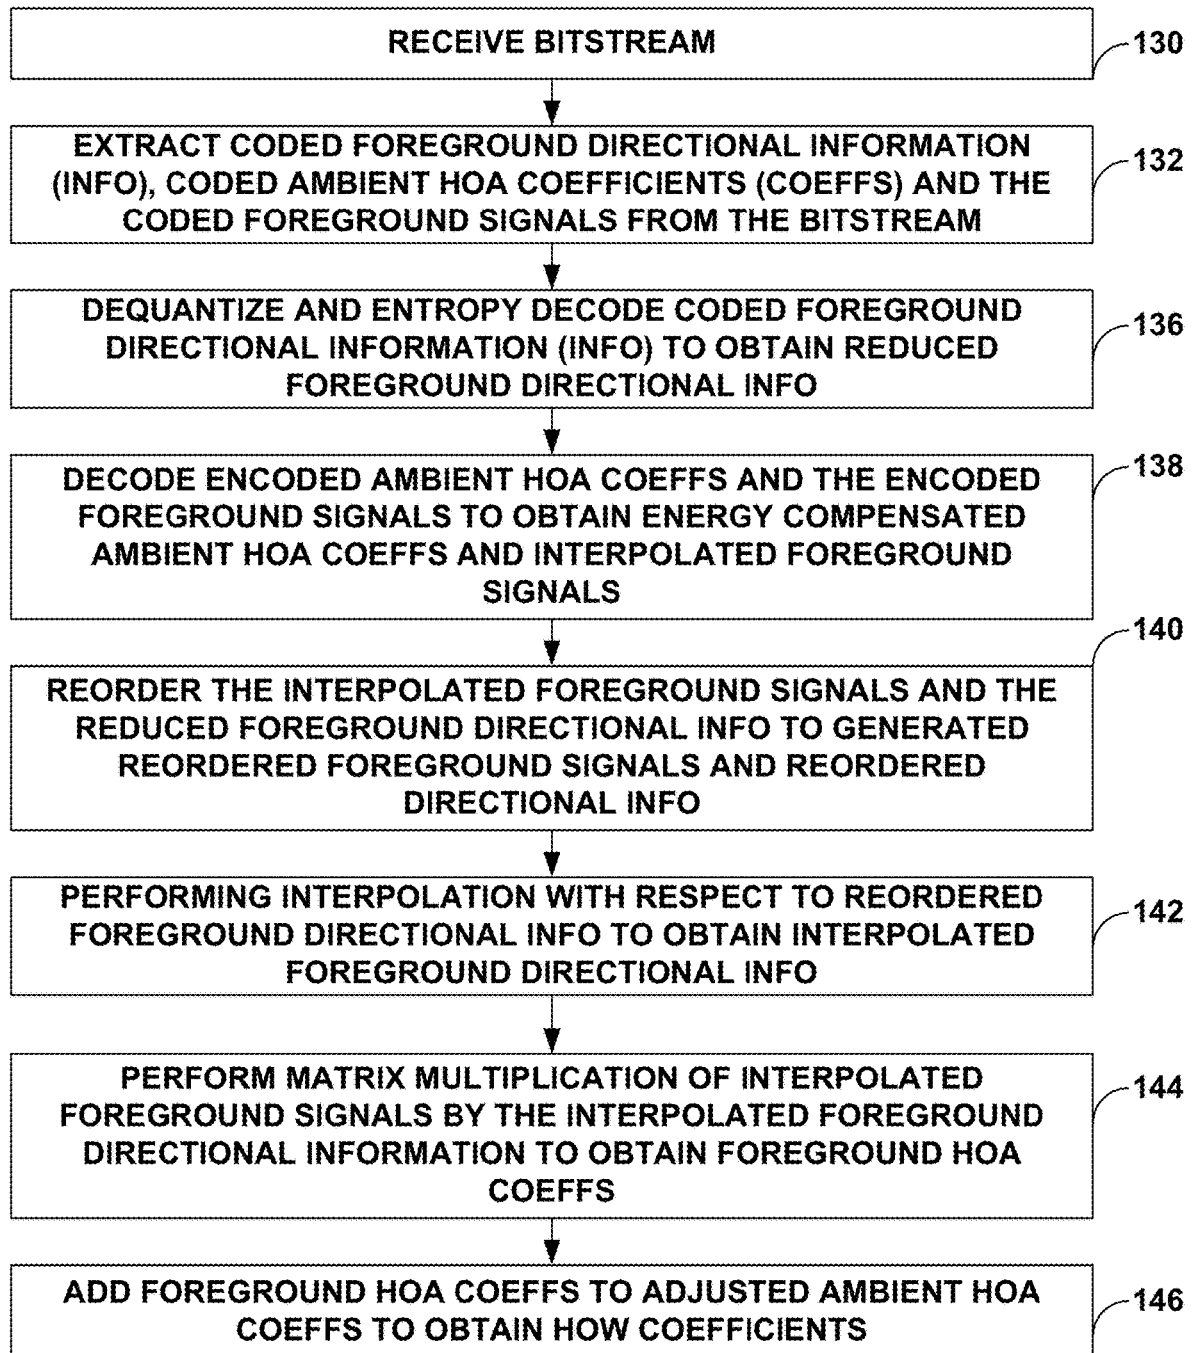 RECEIVE BITSTREAM
130
EXTRACT CODED FOREGROUND DIRECTIONAL INFORMATION
(INFO), CODED AMBIENT HOA COEFFICIENTS (COEFFS) AND THE
CODED FOREGROUND SIGNALS FROM THE BITSTREAM
132
DEQUANTIZE AND ENTROPY DECODE CODED FOREGROUND
DIRECTIONAL INFORMATION (INFO) TO OBTAIN REDUCED
FOREGROUND DIRECTIONAL INFO
136
DECODE ENCODED AMBIENT HOA COEFFS AND THE ENCODED
FOREGROUND SIGNALS TO OBTAIN ENERGY COMPENSATED
AMBIENT HOA COEFFS AND INTERPOLATED FOREGROUND
SIGNALS
138
REORDER THE INTERPOLATED FOREGROUND SIGNALS AND THE
REDUCED FOREGROUND DIRECTIONAL INFO TO GENERATED
REORDERED FOREGROUND SIGNALS AND REORDERED
DIRECTIONAL INFO
140
PERFORMING INTERPOLATION WITH RESPECT TO REORDERED
FOREGROUND DIRECTIONAL INFO TO OBTAIN INTERPOLATED
FOREGROUND DIRECTIONAL INFO
142
PERFORM MATRIX MULTIPLICATION OF INTERPOLATED
FOREGROUND SIGNALS BY THE INTERPOLATED FOREGROUND
DIRECTIONAL INFORMATION TO OBTAIN FOREGROUND HOA
COEFFS
144
ADD FOREGROUND HOA COEFFS TO ADJUSTED AMBIENT HOA
COEFFS TO OBTAIN HOW COEFFICIENTS
146